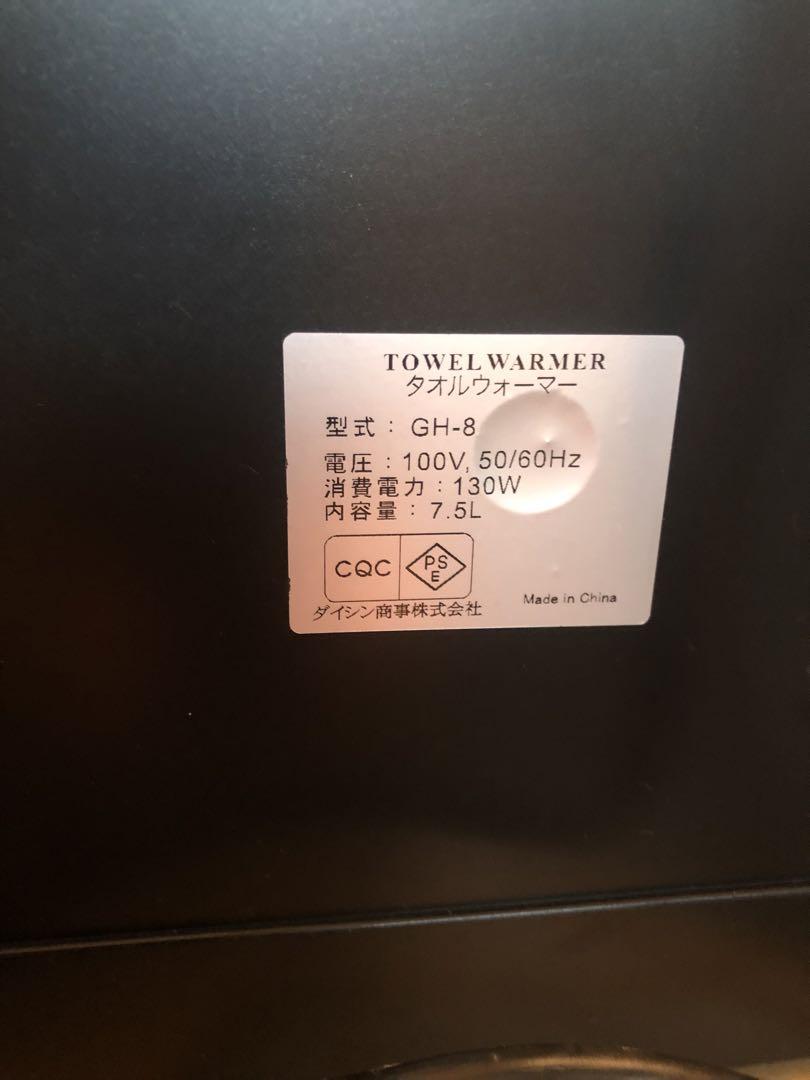 TOWEL WARMER
タオルウォーマー
型式：GH-8
電圧：100V, 50/60Hz
消費電力：130W
内容量：7.5L
CQC PSE
ダイシン商事株式会社
Made in China